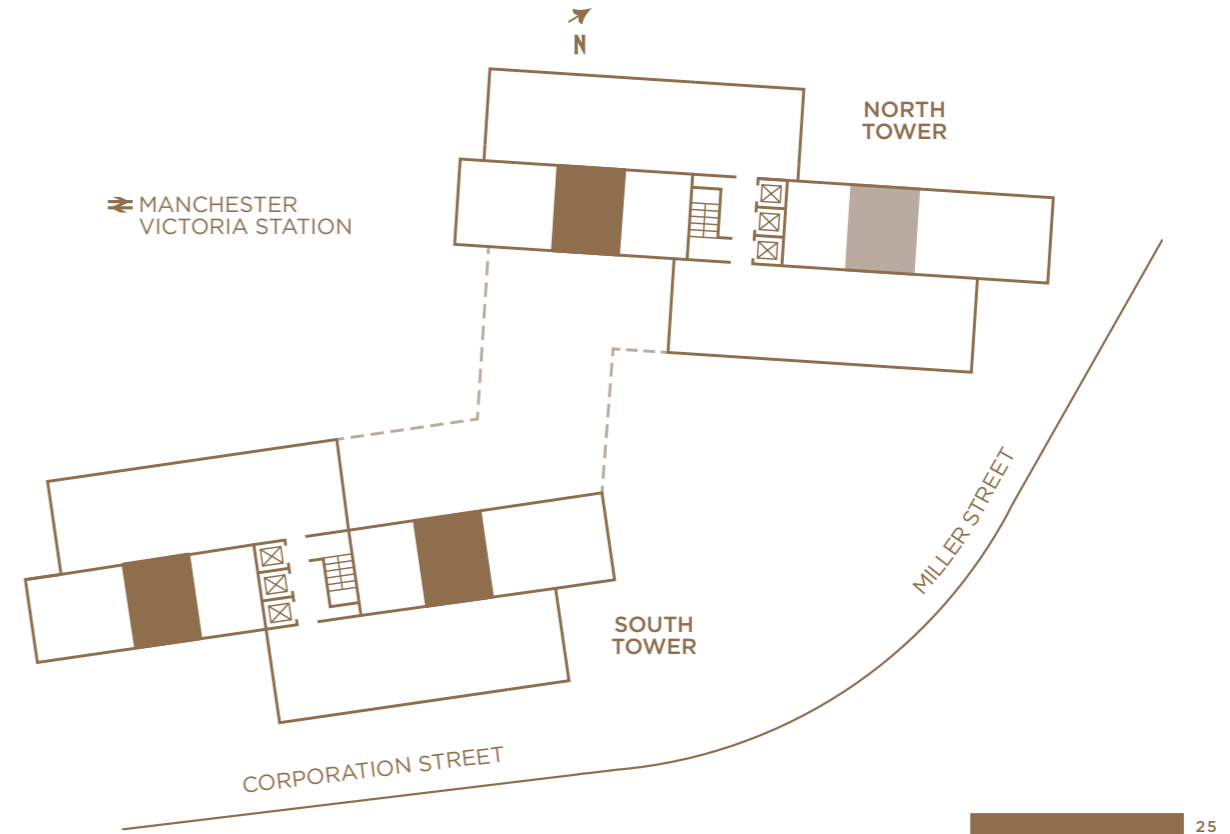 N
NORTH
TOWER
MANCHESTER
VICTORIA STATION
MILLER STREET
SOUTH
TOWER
CORPORATION STREET
25